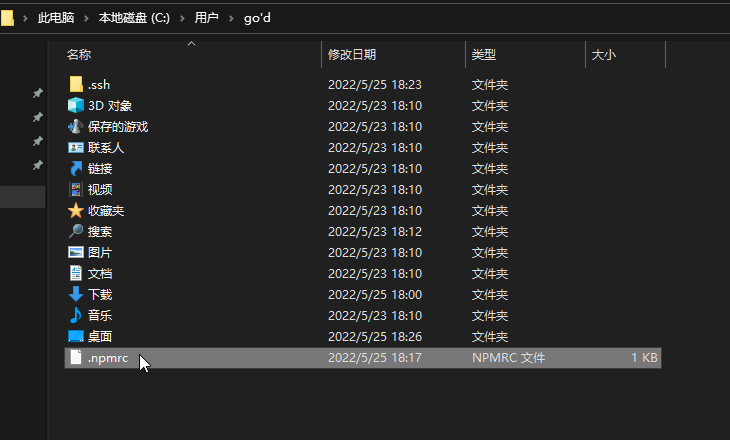 此电脑 > 本地磁盘 (C:) > 用户 > go'd
名称 修改日期 类型 大小
.ssh 2022/5/25 18:23 文件夹
3D 对象 2022/5/23 18:10 文件夹
保存的游戏 2022/5/23 18:10 文件夹
联系人 2022/5/23 18:10 文件夹
链接 2022/5/23 18:10 文件夹
视频 2022/5/23 18:10 文件夹
收藏夹 2022/5/23 18:10 文件夹
搜索 2022/5/23 18:12 文件夹
图片 2022/5/23 18:10 文件夹
文档 2022/5/23 18:10 文件夹
下载 2022/5/25 18:00 文件夹
音乐 2022/5/23 18:10 文件夹
桌面 2022/5/25 18:26 文件夹
.npmrc 2022/5/25 18:17 NPMRC 文件 1 KB